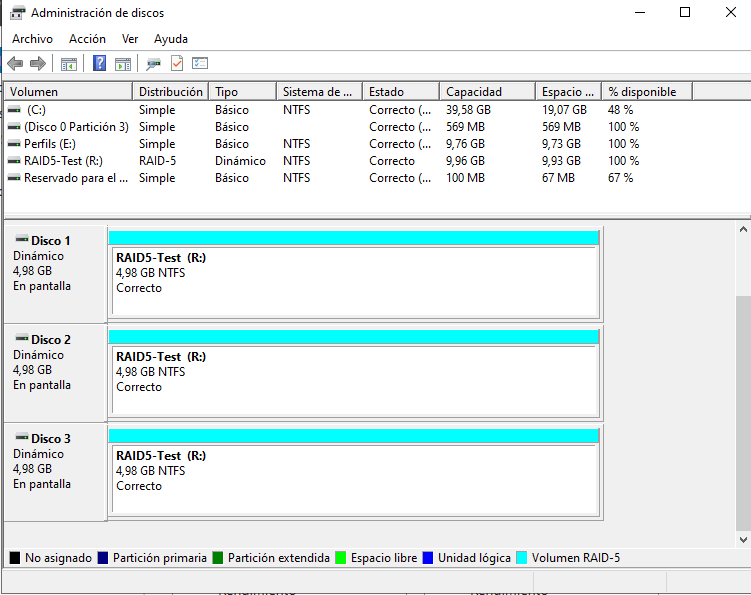 Administración de discos
Archivo Acción Ver Ayuda
Volumen Distribución Tipo Sistema de ... Estado Capacidad Espacio ... % disponible
(C:) Simple Básico NTFS Correcto (... 39,58 GB 19,07 GB 48 %
(Disco 0 Partición 3) Simple Básico Correcto (... 569 MB 569 MB 100 %
Perfils (E:) Simple Básico NTFS Correcto (... 9,76 GB 9,73 GB 100 %
RAID5-Test (R:) RAID-5 Dinámico NTFS Correcto 9,96 GB 9,93 GB 100 %
Reservado para el ... Simple Básico NTFS Correcto (... 100 MB 67 MB 67 %
Disco 1
Dinámico
4,98 GB
En pantalla
RAID5-Test (R:)
4,98 GB NTFS
Correcto
Disco 2
Dinámico
4,98 GB
En pantalla
RAID5-Test (R:)
4,98 GB NTFS
Correcto
Disco 3
Dinámico
4,98 GB
En pantalla
RAID5-Test (R:)
4,98 GB NTFS
Correcto
No asignado Partición primaria Partición extendida Espacio libre Unidad lógica Volumen RAID-5